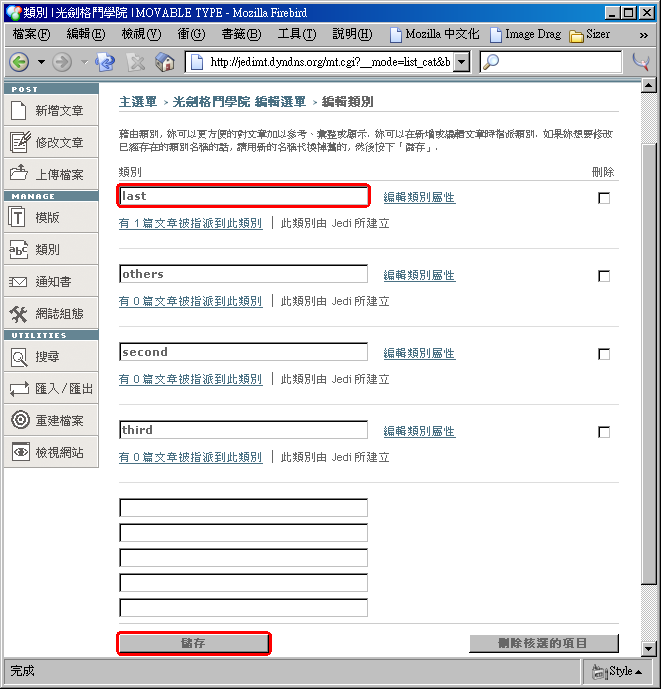 類別 | 光劍格鬥學院 | MOVABLE TYPE - Mozilla Firebird
檔案(F) 編輯(E) 檢視(V) 衝(G) 書籤(B) 工具(T) 說明(H) Mozilla 中文化 Image Drag Sizer »
http://jedimt.dyndns.org/mt.cgi?__mode=list_cat&b
POST
新增文章
修改文章
上傳檔案
MANAGE
模版
類別
通知書
網誌組態
UTILITIES
搜尋
匯入/匯出
重建檔案
檢視網站
主選單 > 光劍格鬥學院 編輯選單 > 編輯類別
藉由類別, 妳可以更方便的對文章加以參考、彙整或顯示. 妳可以在新增或編輯文章時指派類別. 如果妳想要修改
已經存在的類別名稱的話, 請用新的名稱代換掉舊的, 然後按下「儲存」.
類別 刪除
last 編輯類別屬性
有 1 篇文章被指派到此類別 | 此類別由 Jedi 所建立
others 編輯類別屬性
有 0 篇文章被指派到此類別 | 此類別由 Jedi 所建立
second 編輯類別屬性
有 0 篇文章被指派到此類別 | 此類別由 Jedi 所建立
third 編輯類別屬性
有 0 篇文章被指派到此類別 | 此類別由 Jedi 所建立
儲存 刪除核選的項目
完成 Style